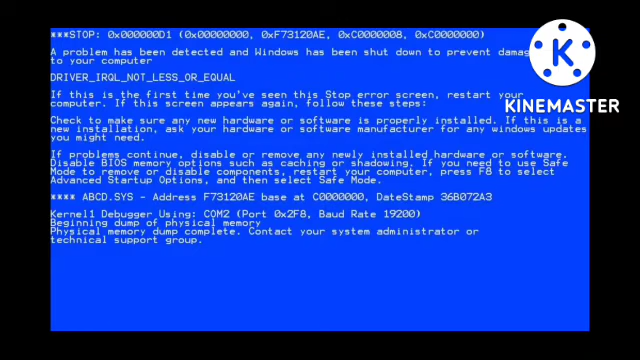 ***STOP: 0x000000D1 (0x00000000, 0xF73120AE, 0xC0000008, 0xC0000000)
A problem has been detected and Windows has been shut down to prevent damag
to your computer
DRIVER_IRQL_NOT_LESS_OR_EQUAL
If this is the first time you've seen this Stop error screen, restart your
computer. If this screen appears again, follow these steps:
Check to make sure any new hardware or software is properly installed. If this is a
new installation, ask your hardware or software manufacturer for any windows updates
you might need.
If problems continue, disable or remove any newly installed hardware or software.
Disable BIOS memory options such as caching or shadowing. If you need to use Safe
Mode to remove or disable components, restart your computer, press F8 to select
Advanced Startup Options, and then select Safe Mode.
**** ABCD.SYS - Address F73120AE base at C0000000, DateStamp 36B072A3
Kernel1 Debugger Using: COM2 (Port 0x2F8, Baud Rate 19200)
Beginning dump of physical memory
Physical memory dump complete. Contact your system administrator or
technical support group.
K
KINEMASTER